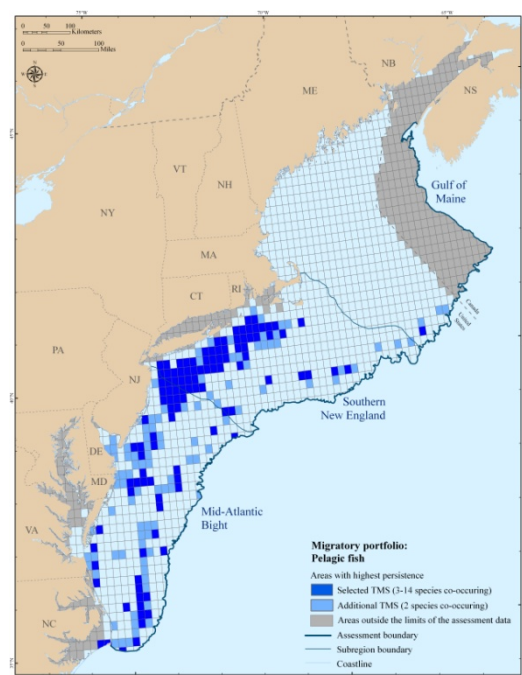 0 50 100
Kilometers
0 50 100
Miles
NB
ME
NS
VT
NH
Gulf of
Maine
NY
MA
CT
RI
Canada
United
States
PA
NJ
Southern
New England
DE
MD
Mid-Atlantic
Bight
VA
NC
Migratory portfolio:
Pelagic fish
Areas with highest persistence
Selected TMS (3-14 species co-occuring)
Additional TMS (2 species co-occuring)
Areas outside the limits of the assessment data
Assessment boundary
Subregion boundary
Coastline